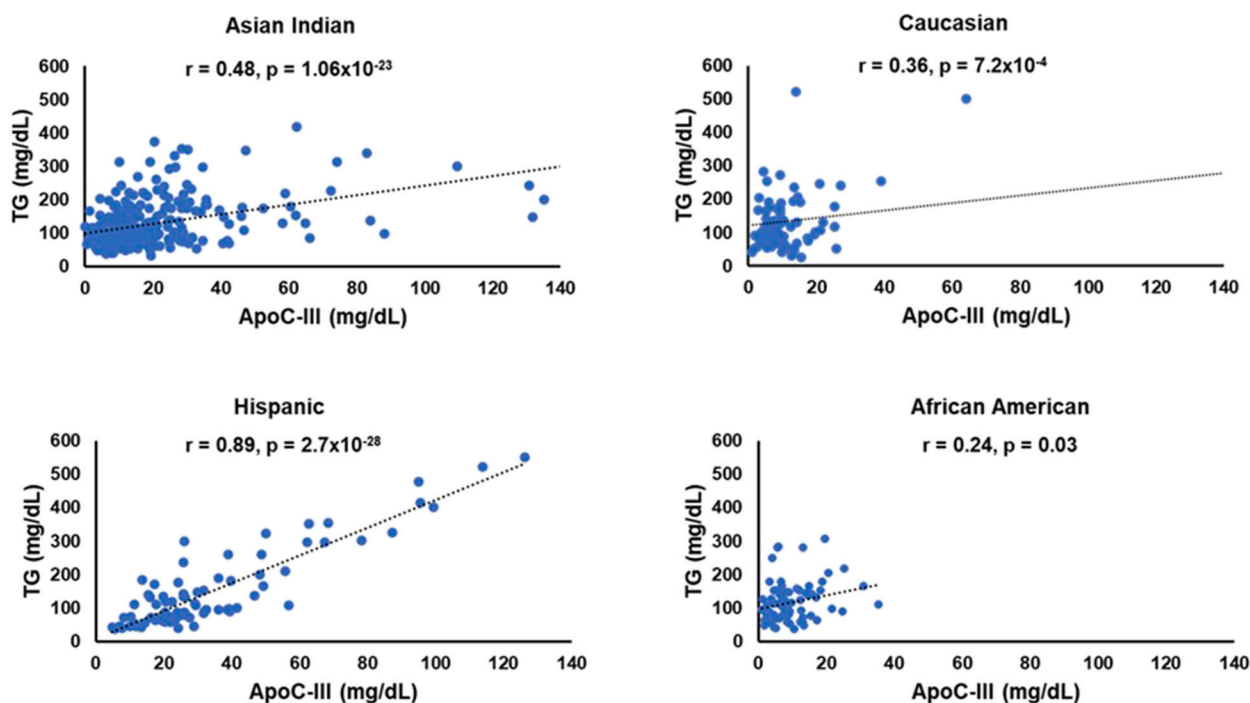 Asian Indian
r = 0.48, p = 1.06x10⁻²³
600
500
400
300
200
100
0
TG (mg/dL)
0 20 40 60 80 100 120 140
ApoC-III (mg/dL)
Caucasian
r = 0.36, p = 7.2x10⁻⁴
600
500
400
300
200
100
0
TG (mg/dL)
0 20 40 60 80 100 120 140
ApoC-III (mg/dL)
Hispanic
r = 0.89, p = 2.7x10⁻²⁸
600
500
400
300
200
100
0
TG (mg/dL)
0 20 40 60 80 100 120 140
ApoC-III (mg/dL)
African American
r = 0.24, p = 0.03
600
500
400
300
200
100
0
TG (mg/dL)
0 20 40 60 80 100 120 140
ApoC-III (mg/dL)